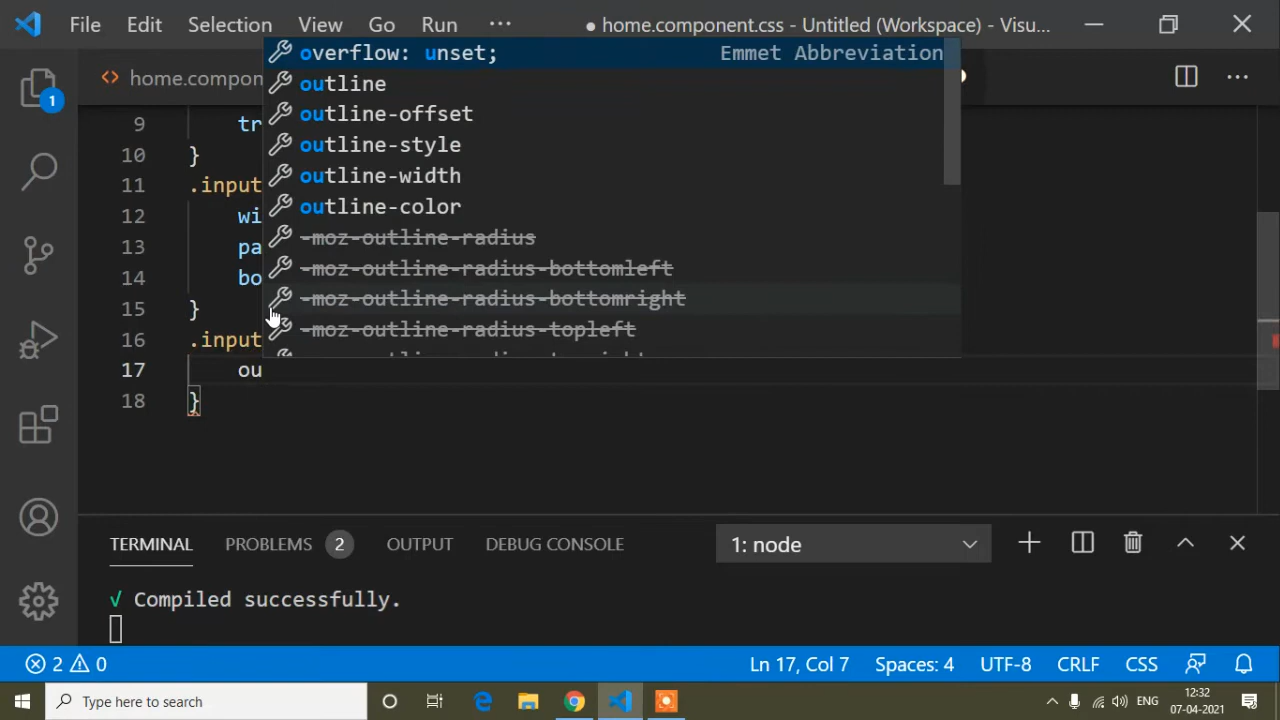 File Edit Selection View Go Run ··· ● home.component.css - Untitled (Workspace) - Visu...
home.compon
overflow: unset; Emmet Abbreviation
outline
outline-offset
outline-style
outline-width
outline-color
-moz-outline-radius
-moz-outline-radius-bottomleft
-moz-outline-radius-bottomright
-moz-outline-radius-topleft
9 tr
10 }
11 .input
12 wi
13 pa
14 bo
15 }
16 .input
17 ou
18 }
1
TERMINAL PROBLEMS 2 OUTPUT DEBUG CONSOLE 1: node
√ Compiled successfully.
2 0 Ln 17, Col 7 Spaces: 4 UTF-8 CRLF CSS
Type here to search
ENG
12:32
07-04-2021